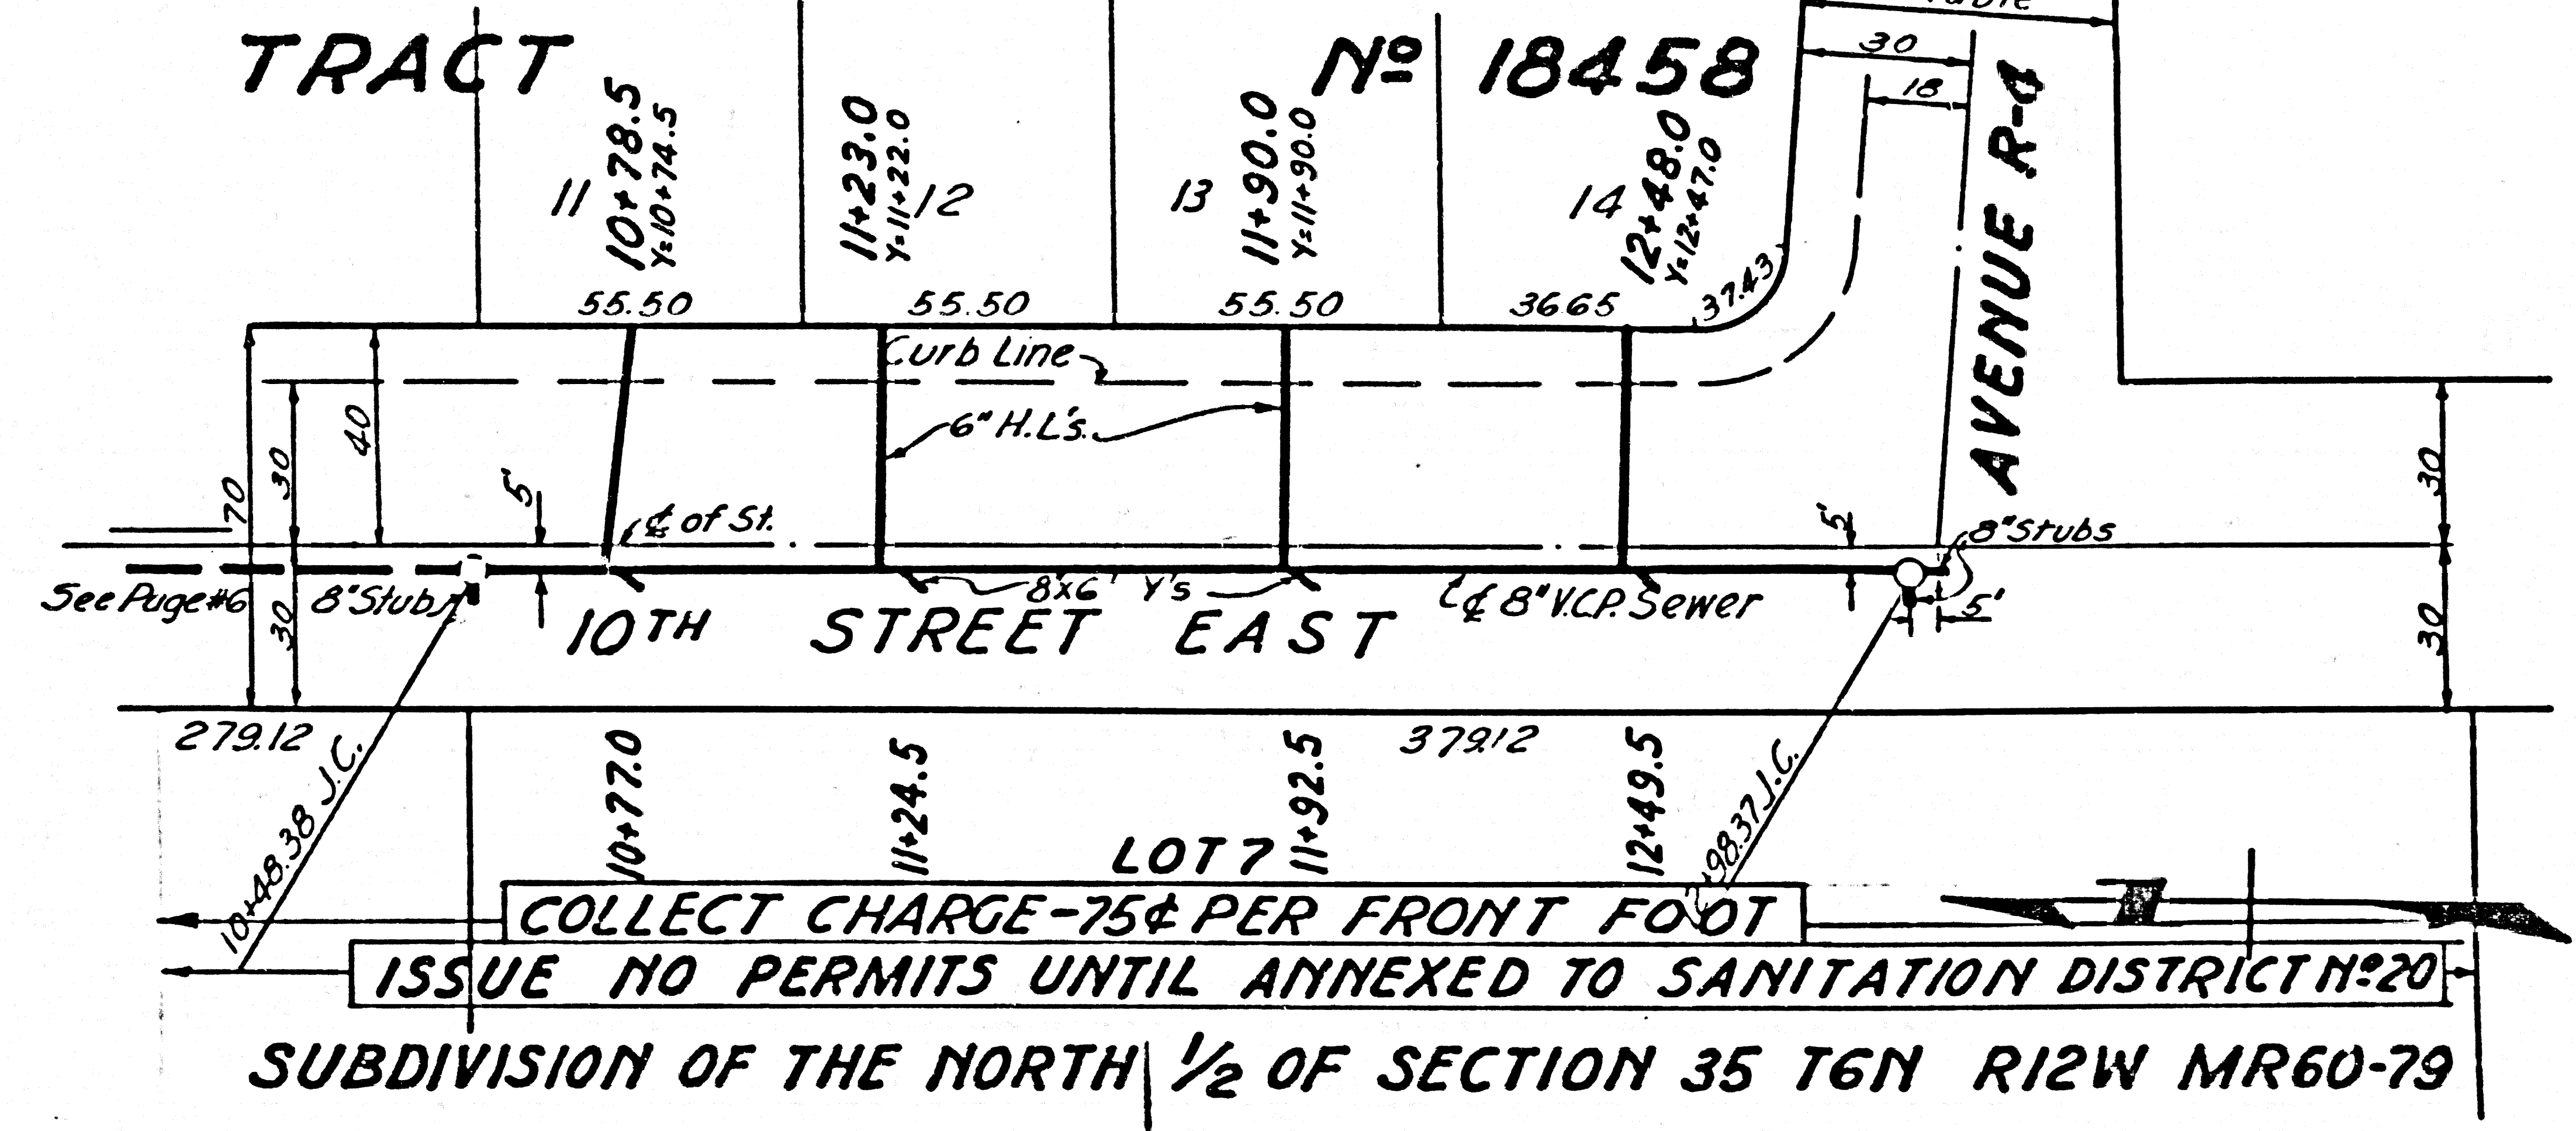 Table
TRACT Nº 18458
30
18
AVENUE R-4
11
10+78.5
Y=10+74.5
11+23.0
Y=11+22.0
12
13
11+90.0
Y=11+90.0
14
12+48.0
Y=12+47.0
55.50
55.50
55.50
36.65
37.43
Curb Line
6" H.L's.
70
30
40
5'
₵ of St.
5'
8" Stubs
30
See Page #6
8" Stubs
30
8"x6" Y's
₵ 8" V.C.P. Sewer
5'
30
10TH STREET EAST
279.12
379.12
10+48.38 J.C.
10+77.0
11+24.5
11+92.5
12+49.5
+98.37 J.C.
LOT 7
COLLECT CHARGE-75¢ PER FRONT FOOT
ISSUE NO PERMITS UNTIL ANNEXED TO SANITATION DISTRICT Nº 20
SUBDIVISION OF THE NORTH 1/2 OF SECTION 35 T6N R12W MR60-79